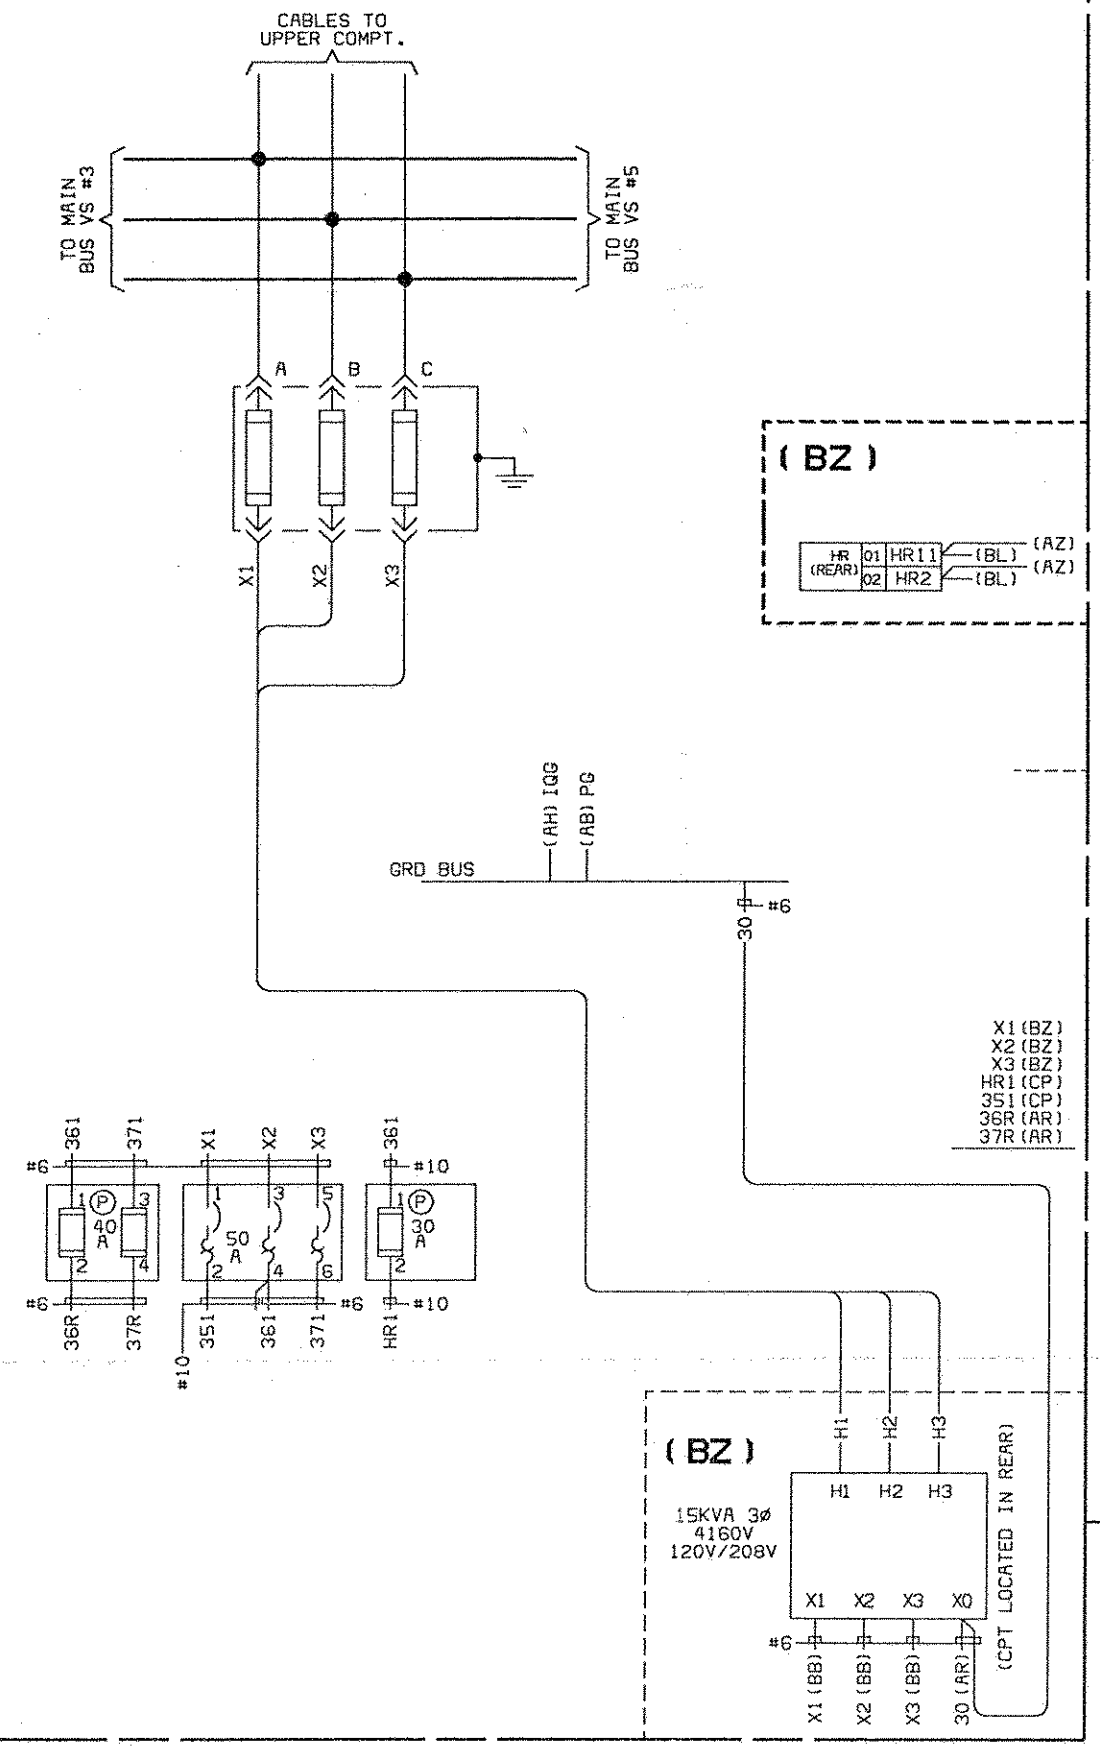 CABLES TO
UPPER COMPT.
TO MAIN
BUS VS #3
TO MAIN
BUS VS #5
A
B
C
X1
X2
X3
(BZ)
HR
(REAR)
01
HR11
(BL)
(AZ)
02
HR2
(BL)
(AZ)
(AH) IQG
(AB) PG
GRD BUS
#6
30
X1(BZ)
X2(BZ)
X3(BZ)
HR1(CP)
351(CP)
36R(AR)
37R(AR)
361
371
X1
X2
X3
361
#6
#10
1
P
3
40
A
2
4
1
3
5
50
A
2
4
6
1
P
30
A
2
#6
#6
#10
36R
37R
351
361
371
HR1
#10
(BZ)
15KVA 3ø
4160V
120V/208V
H1
H2
H3
H1
H2
H3
X1
X2
X3
X0
(CPT LOCATED IN REAR)
#6
X1(BB)
X2(BB)
X3(BB)
30(AR)